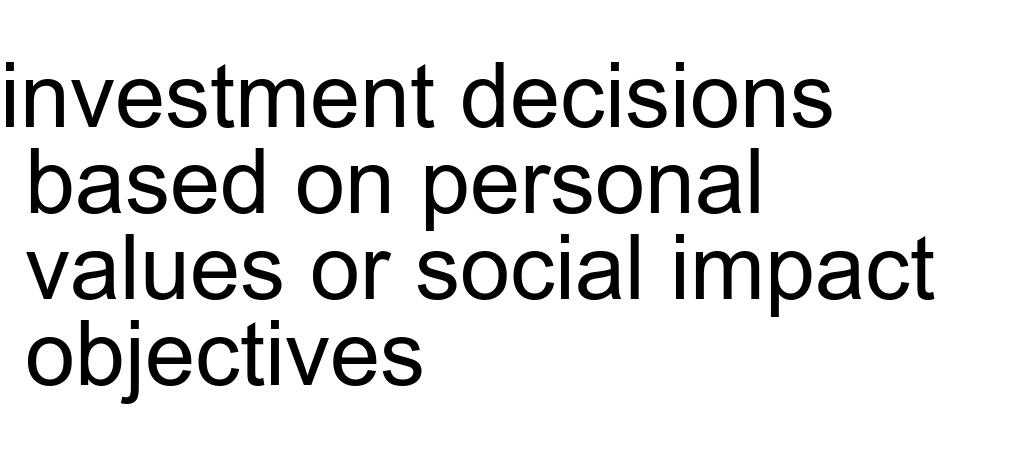 investment decisions
based on personal
values or social impact
objectives